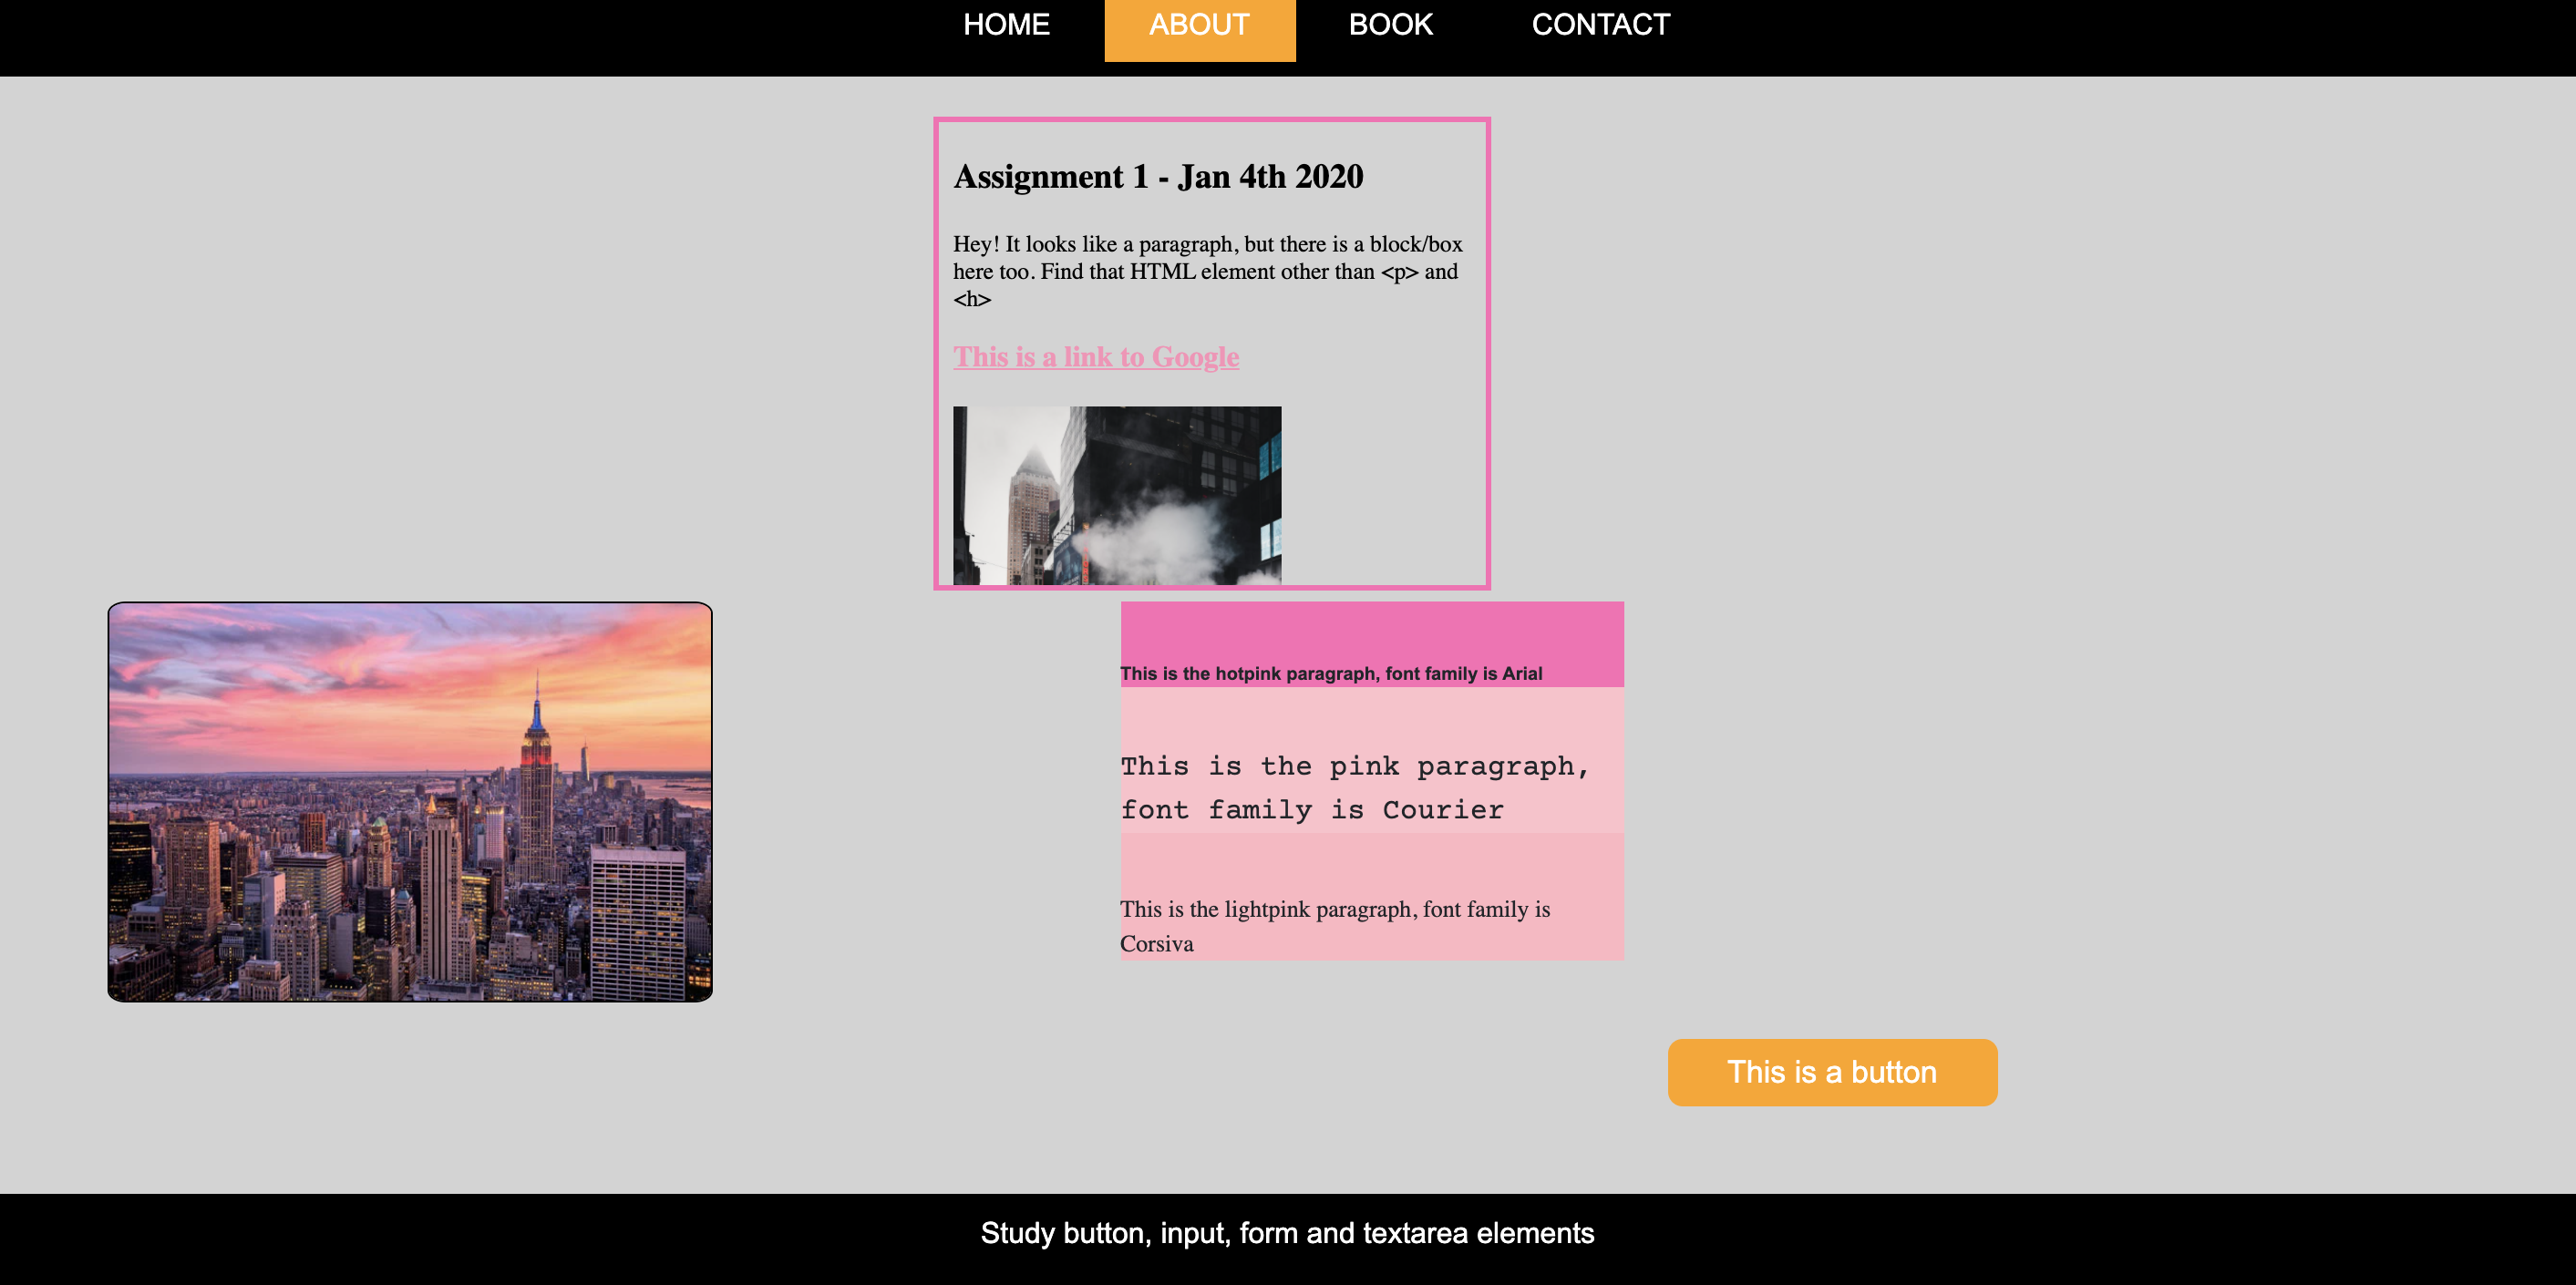 HOME ABOUT BOOK CONTACT
Assignment 1 - Jan 4th 2020
Hey! It looks like a paragraph, but there is a block/box
here too. Find that HTML element other than <p> and
<h>
This is a link to Google
This is the hotpink paragraph, font family is Arial
This is the pink paragraph,
font family is Courier
This is the lightpink paragraph, font family is
Corsiva
This is a button
Study button, input, form and textarea elements